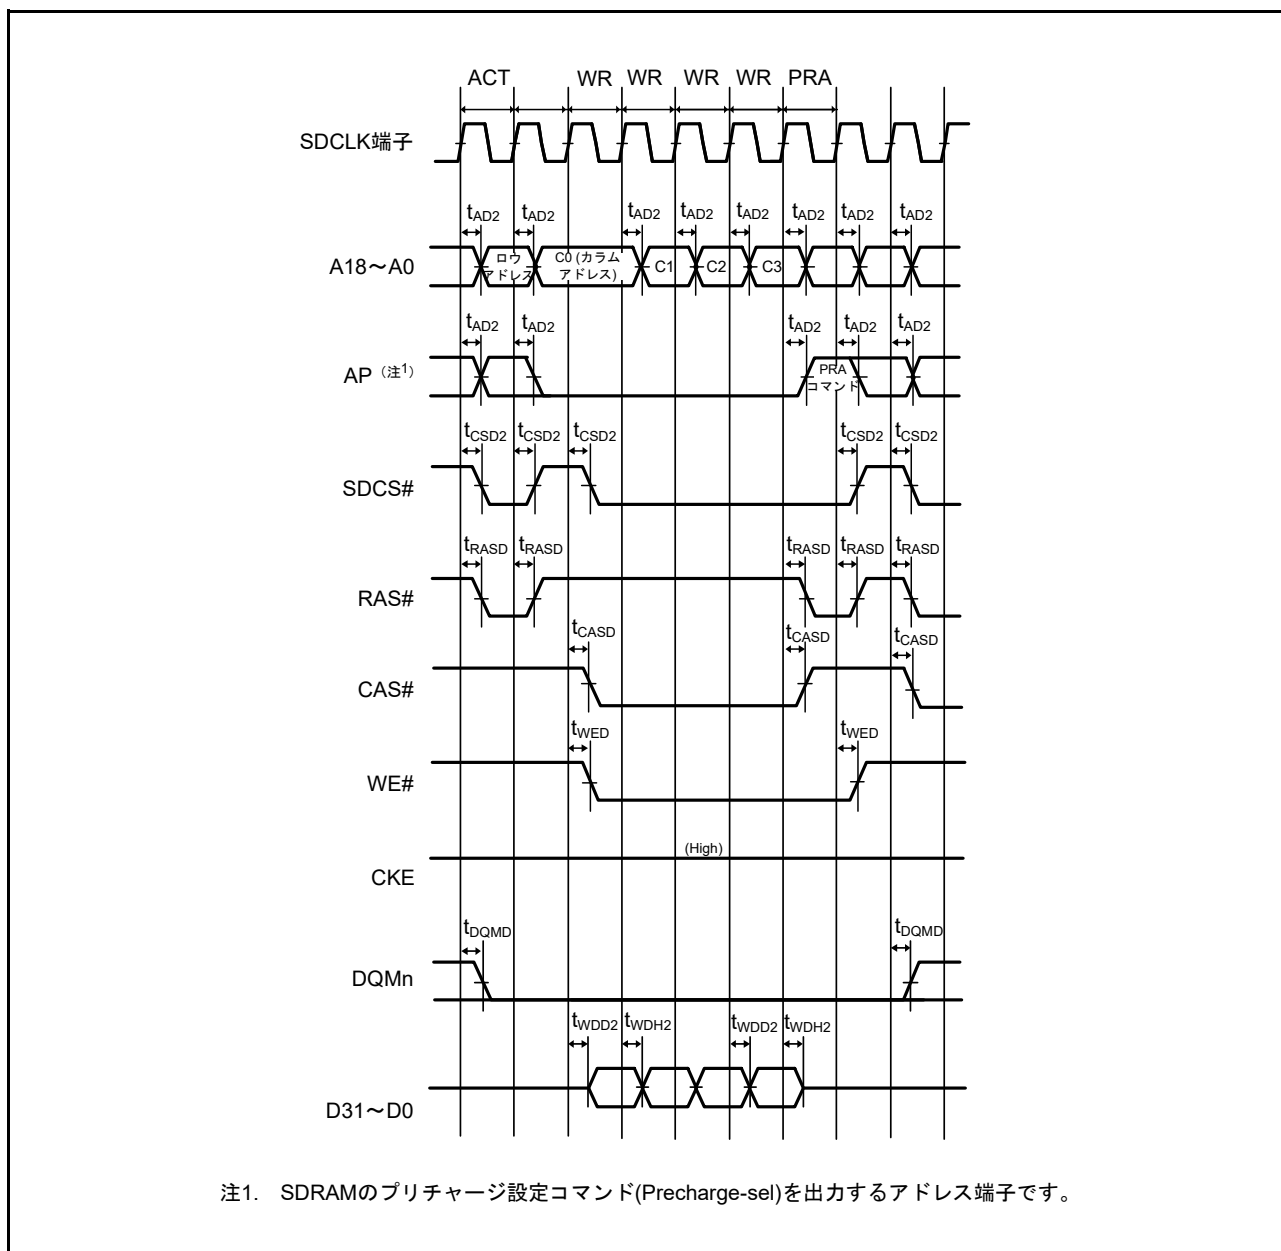 ACT WR WR WR WR PRA
SDCLK端子
tAD2 tAD2 tAD2 tAD2 tAD2 tAD2 tAD2 tAD2
A18～A0
ロウ
アドレス
C0 (カラム
アドレス)
C1 C2 C3
tAD2 tAD2 tAD2 tAD2 tAD2
AP（注1）
PRA
コマンド
tCSD2 tCSD2 tCSD2 tCSD2 tCSD2
SDCS#
tRASD tRASD tRASD tRASD tRASD
RAS#
tCASD tCASD tCASD
CAS#
tWED tWED
WE#
(High)
CKE
tDQMD tDQMD
DQMn
tWDD2 tWDH2 tWDD2 tWDH2
D31～D0
注1. SDRAMのプリチャージ設定コマンド(Precharge-sel)を出力するアドレス端子です。